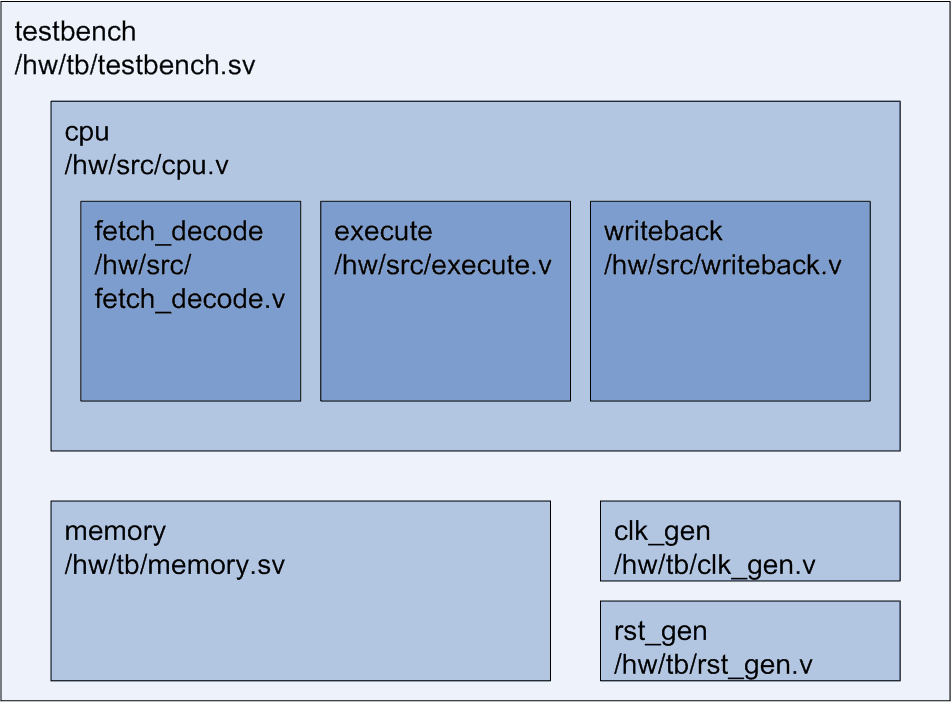 testbench
/hw/tb/testbench.sv
cpu
/hw/src/cpu.v
fetch_decode
/hw/src/
fetch_decode.v
execute
/hw/src/execute.v
writeback
/hw/src/writeback.v
memory
/hw/tb/memory.sv
clk_gen
/hw/tb/clk_gen.v
rst_gen
/hw/tb/rst_gen.v